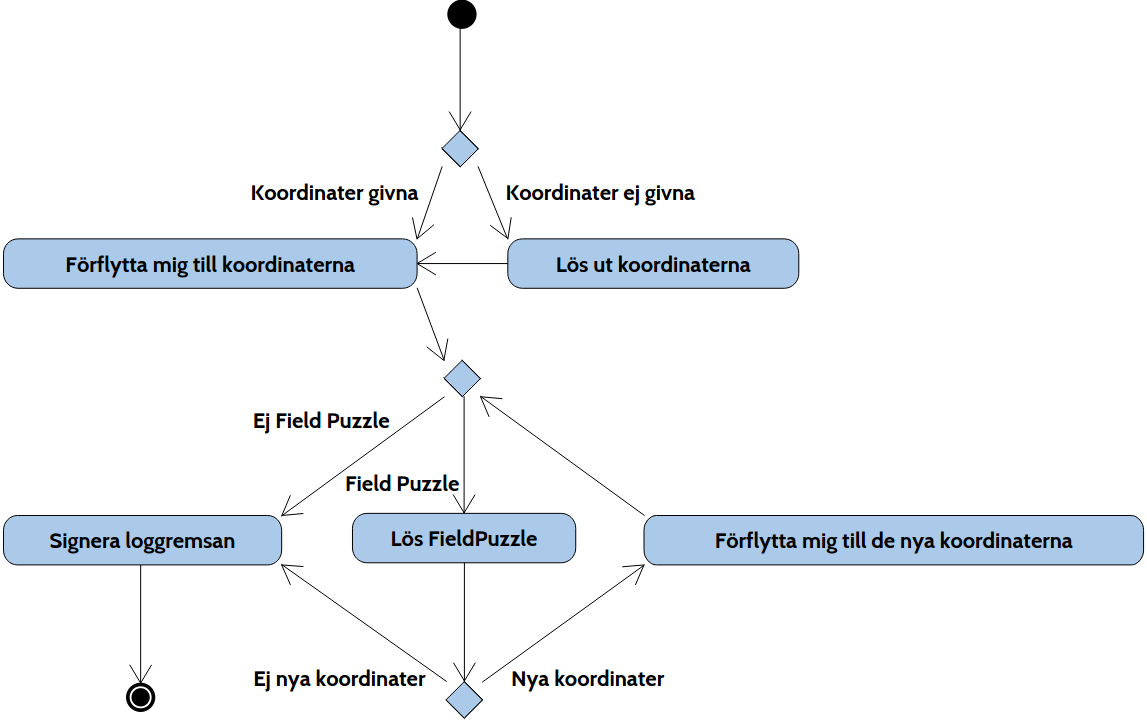 Koordinater givna
Koordinater ej givna
Förflytta mig till koordinaterna
Lös ut koordinaterna
Ej Field Puzzle
Field Puzzle
Signera loggremsan
Lös FieldPuzzle
Förflytta mig till de nya koordinaterna
Ej nya koordinater
Nya koordinater